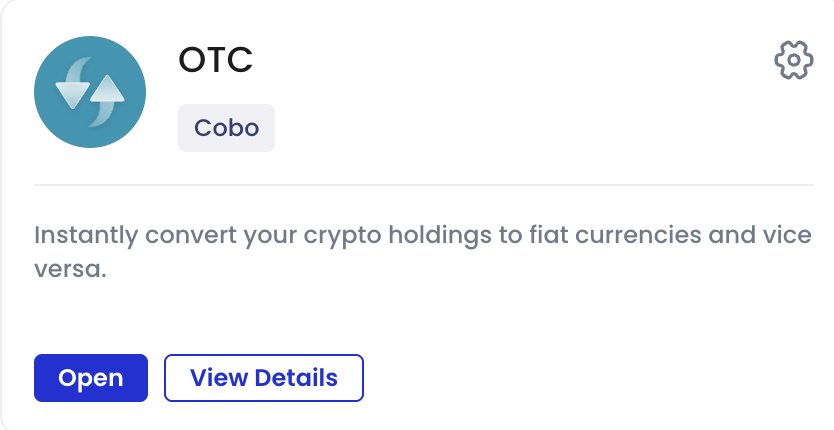 OTC
Cobo
Instantly convert your crypto holdings to fiat currencies and vice
versa.
Open
View Details